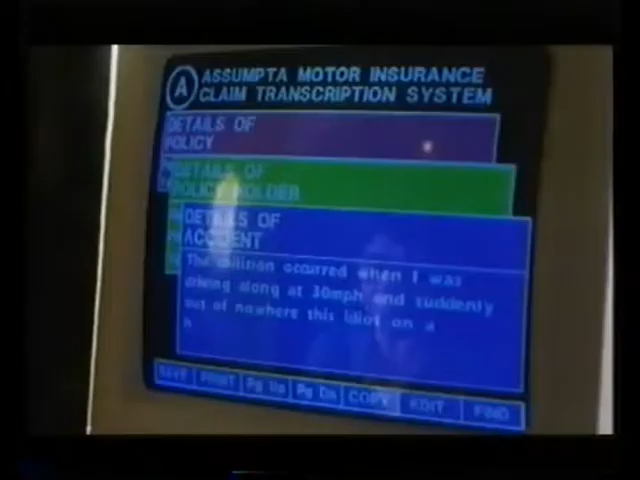 A
ASSUMPTA MOTOR INSURANCE
CLAIM TRANSCRIPTION SYSTEM
DETAILS OF
POLICY
DETAILS OF
POLICY HOLDER
DETAILS OF
ACCIDENT
The collision occurred when I was
driving along at 30mph and suddenly
out of nowhere this idiot on a
h
SAVE PRINT Pg Up Pg Dn COPY EDIT FIND